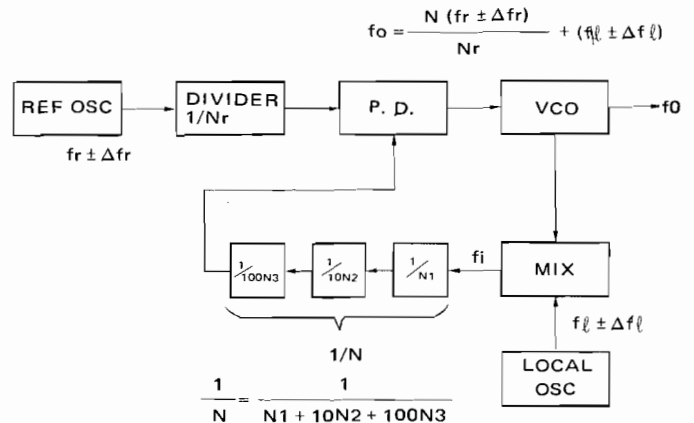 fo = N (fr ± Δfr) / Nr + (fℓ ± Δfℓ)
REF OSC
DIVIDER
1/Nr
P. D.
VCO
f0
fr ± Δfr
1/100N3
1/10N2
1/N1
fi
MIX
fℓ ± Δfℓ
1/N
LOCAL
OSC
1/N = 1/N1 + 10N2 + 100N3